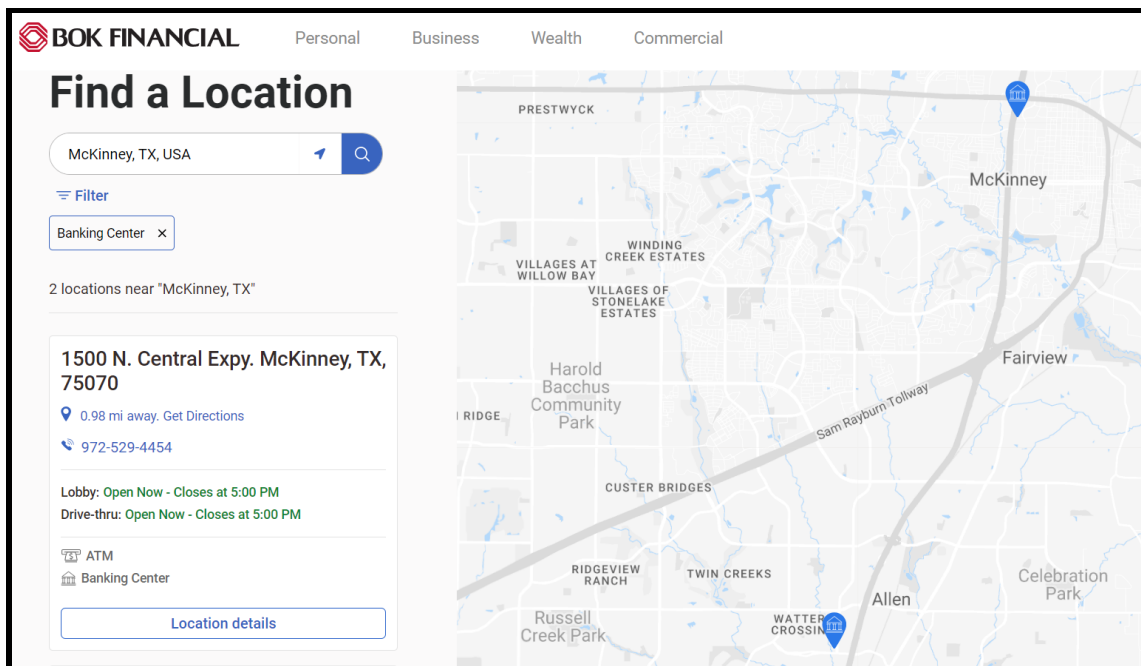 BOK FINANCIAL
Personal
Business
Wealth
Commercial
Find a Location
McKinney, TX, USA
Filter
Banking Center ×
2 locations near "McKinney, TX"
1500 N. Central Expy. McKinney, TX,
75070
0.98 mi away. Get Directions
972-529-4454
Lobby: Open Now - Closes at 5:00 PM
Drive-thru: Open Now - Closes at 5:00 PM
ATM
Banking Center
Location details
PRESTWYCK
McKinney
WINDING
CREEK ESTATES
VILLAGES AT
WILLOW BAY
VILLAGES OF
STONELAKE
ESTATES
Harold
Bacchus
Community
Park
RIDGE
Fairview
Sam Rayburn Tollway
CUSTER BRIDGES
RIDGEVIEW
RANCH
TWIN CREEKS
Celebration
Park
Allen
Russell
Creek Park
WATTER
CROSSIN